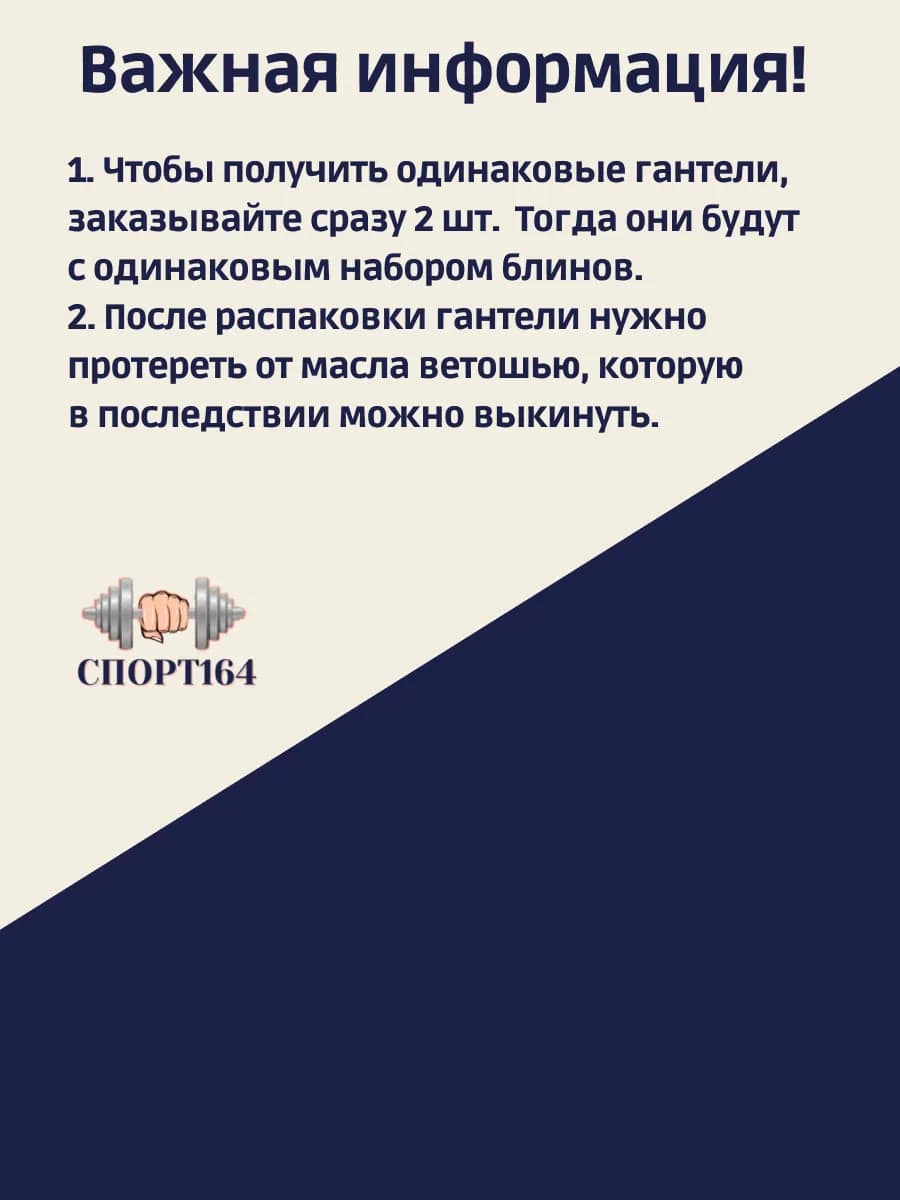 Важная информация!
1. Чтобы получить одинаковые гантели,
заказывайте сразу 2 шт. Тогда они будут
с одинаковым набором блинов.
2. После распаковки гантели нужно
протереть от масла ветошью, которую
в последствии можно выкинуть.
СПОРТ164